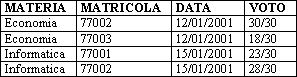 MATERIA MATRICOLA DATA VOTO
Economia 77002 12/01/2001 30/30
Economia 77003 12/01/2001 18/30
Informatica 77001 15/01/2001 23/30
Informatica 77002 15/01/2001 28/30